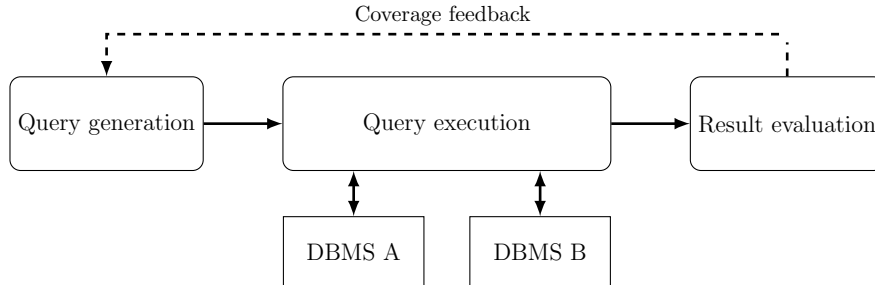 Coverage feedback
Query generation
Query execution
Result evaluation
DBMS A
DBMS B